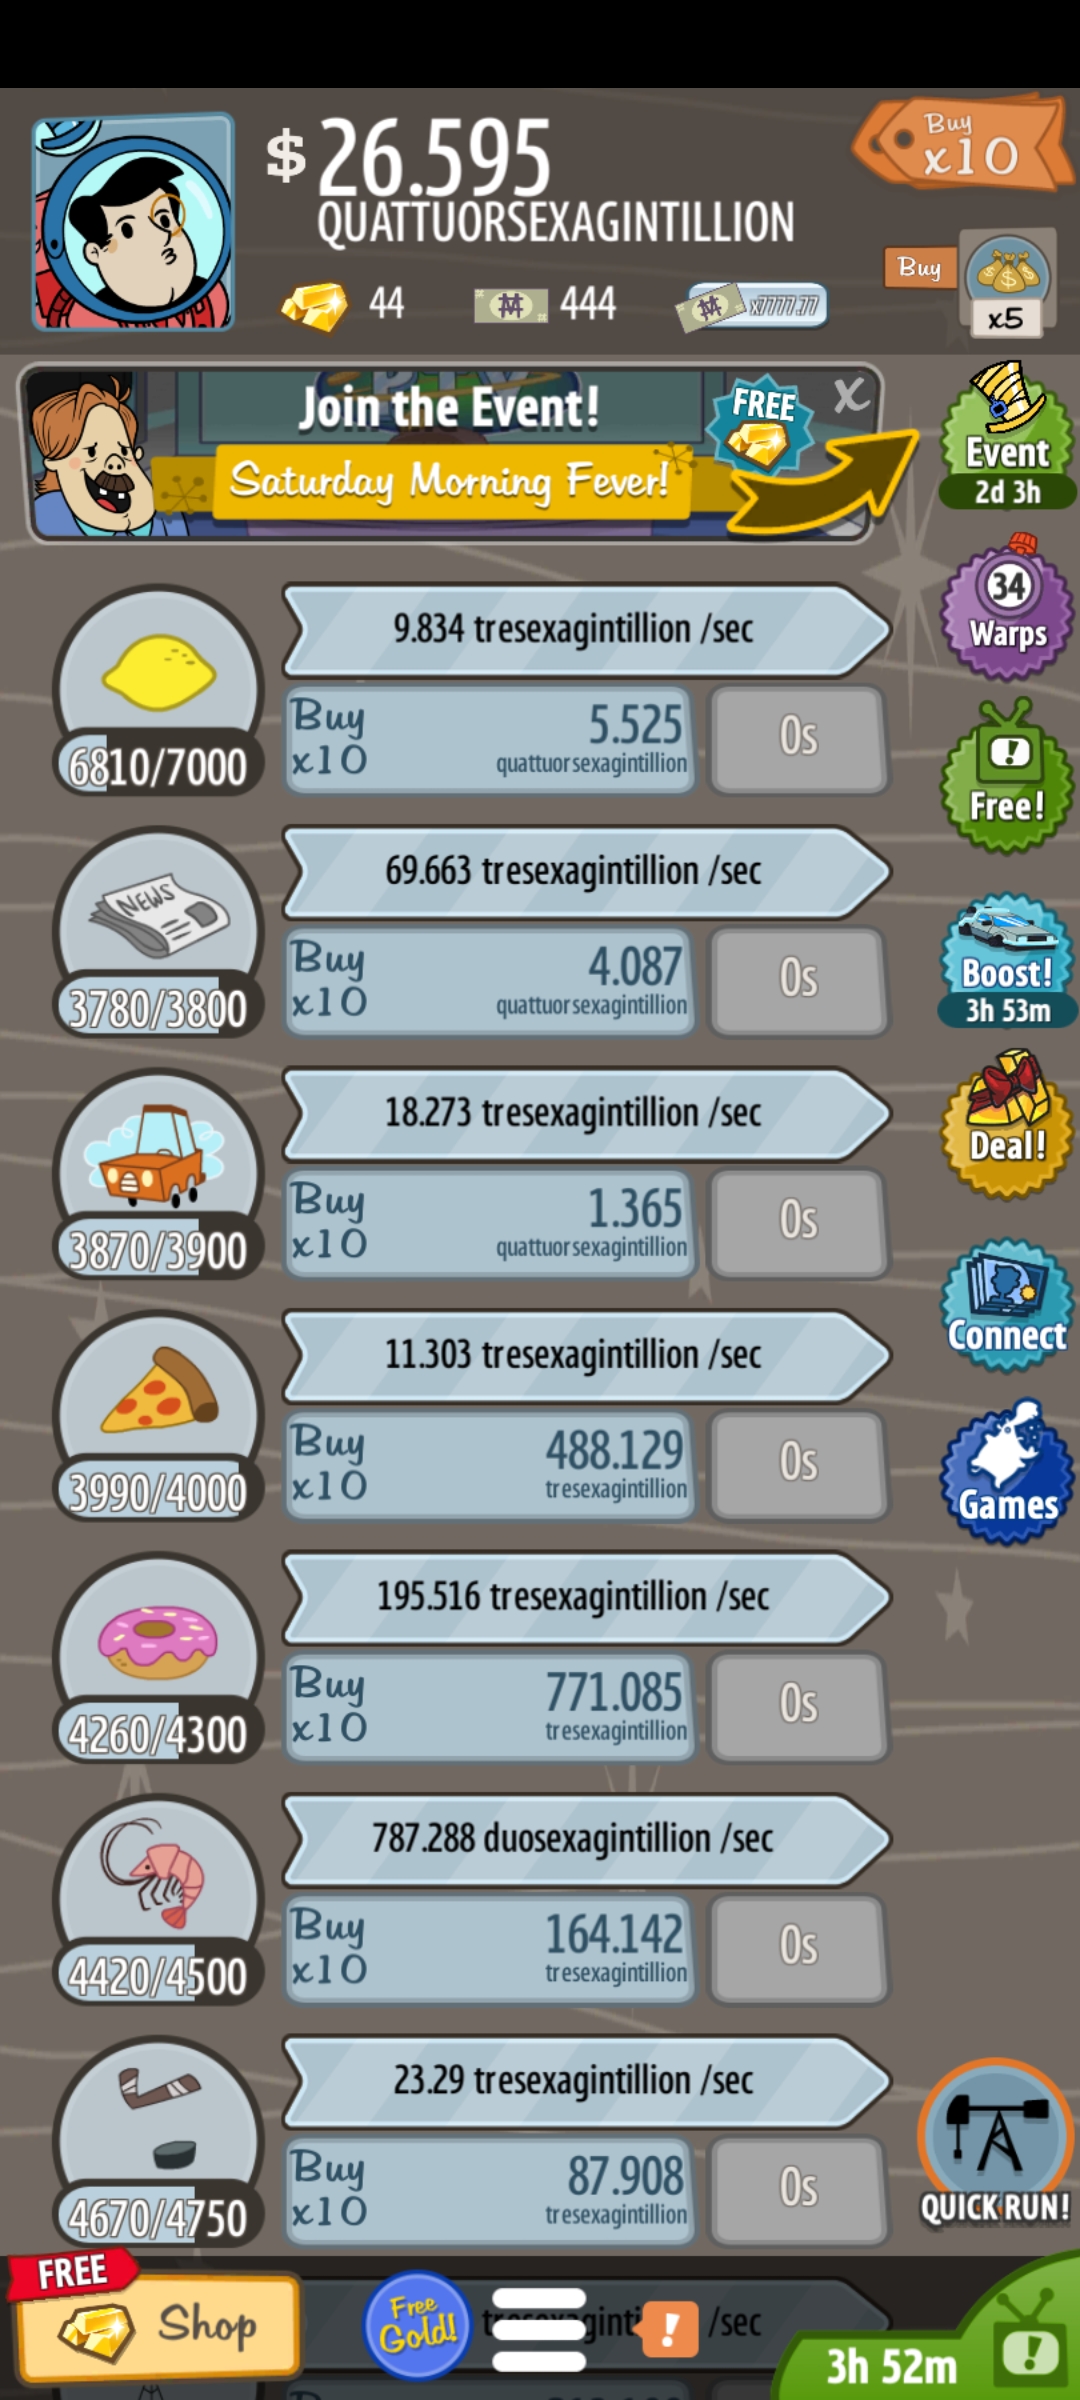 $ 26.595
QUATTUORSEXAGINTILLION
Buy
x10
44
444
x7777.77
Buy
x5
Join the Event!
Saturday Morning Fever!
FREE
X
Event
2d 3h
9.834 tresexagintillion /sec
6810/7000
Buy
x10
5.525
quattuorsexagintillion
0s
34
Warps
Free!
69.663 tresexagintillion /sec
NEWS
3780/3800
Buy
x10
4.087
quattuorsexagintillion
0s
Boost!
3h 53m
18.273 tresexagintillion /sec
3870/3900
Buy
x10
1.365
quattuorsexagintillion
0s
Deal!
11.303 tresexagintillion /sec
3990/4000
Buy
x10
488.129
tresexagintillion
0s
Connect
Games
195.516 tresexagintillion /sec
4260/4300
Buy
x10
771.085
tresexagintillion
0s
787.288 duosexagintillion /sec
4420/4500
Buy
x10
164.142
tresexagintillion
0s
23.29 tresexagintillion /sec
4670/4750
Buy
x10
87.908
tresexagintillion
0s
QUICK RUN!
FREE
Shop
Free
Gold!
/sec
3h 52m
Buy